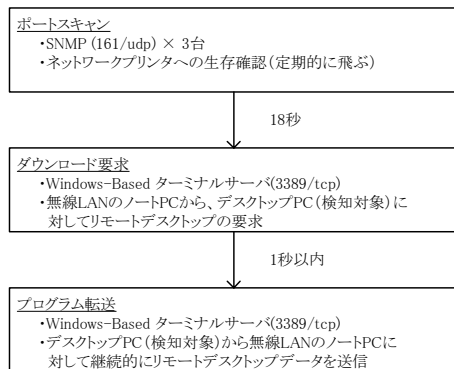 ポートスキャン
・SNMP (161/udp) × 3台
・ネットワークプリンタへの生存確認(定期的に飛ぶ)
18秒
ダウンロード要求
・Windows-Based ターミナルサーバ(3389/tcp)
・無線LANのノートPCから、デスクトップPC(検知対象)に
対してリモートデスクトップの要求
1秒以内
プログラム転送
・Windows-Based ターミナルサーバ(3389/tcp)
・デスクトップPC(検知対象)から無線LANのノートPCに
対して継続的にリモートデスクトップデータを送信